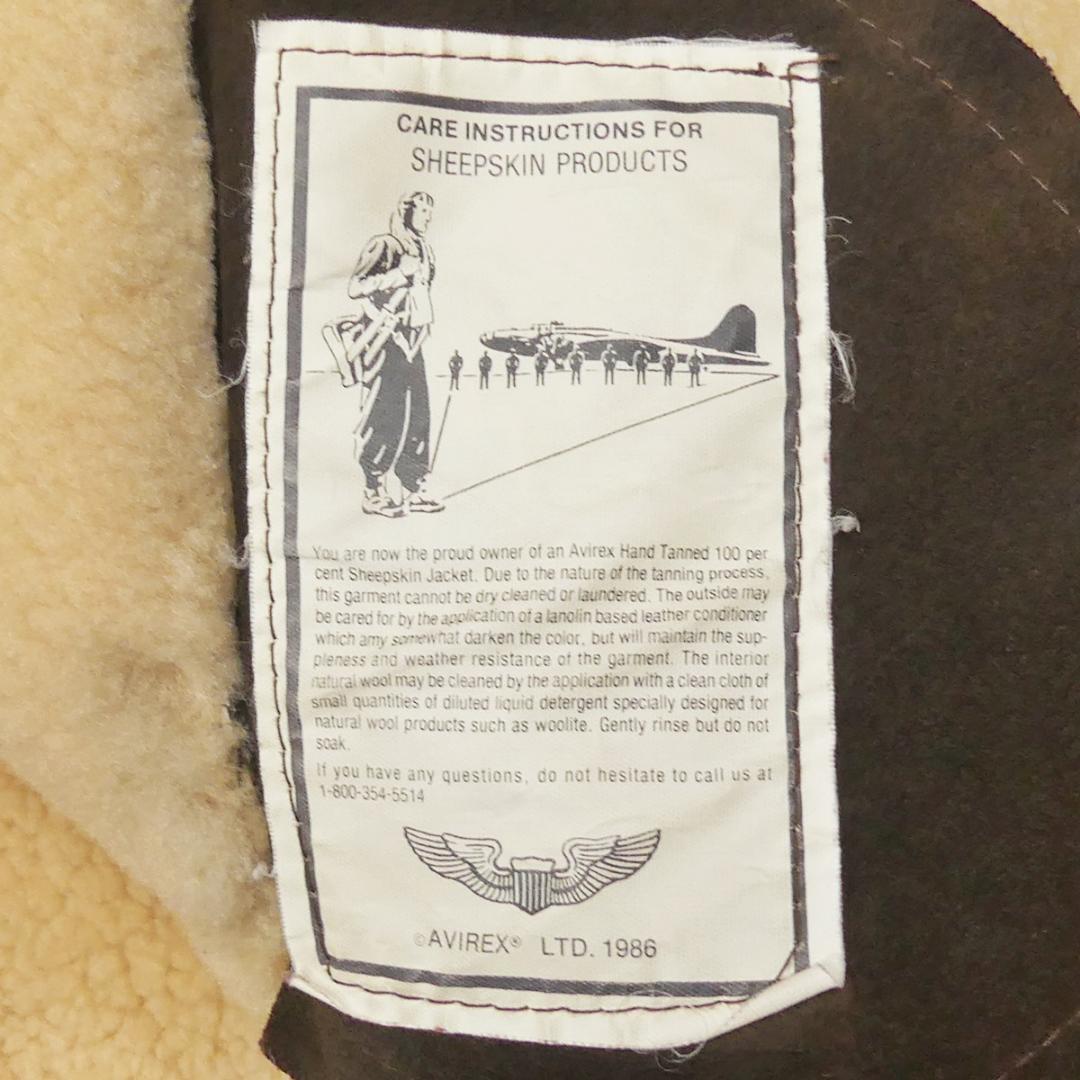 CARE INSTRUCTIONS FOR
SHEEPSKIN PRODUCTS
You are now the proud owner of an Avirex Hand Tanned 100 per
cent Sheepskin Jacket. Due to the nature of the tanning process,
this garment cannot be dry cleaned or laundered. The outside may
be cared for by the application of a lanolin based leather conditioner
which amy somewhat darken the color, but will maintain the sup-
pleness and weather resistance of the garment. The interior
natural wool may be cleaned by the application with a clean cloth of
small quantities of diluted liquid detergent specially designed for
natural wool products such as woolite. Gently rinse but do not
soak.
If you have any questions, do not hesitate to call us at
1-800-354-5514
©AVIREX® LTD. 1986